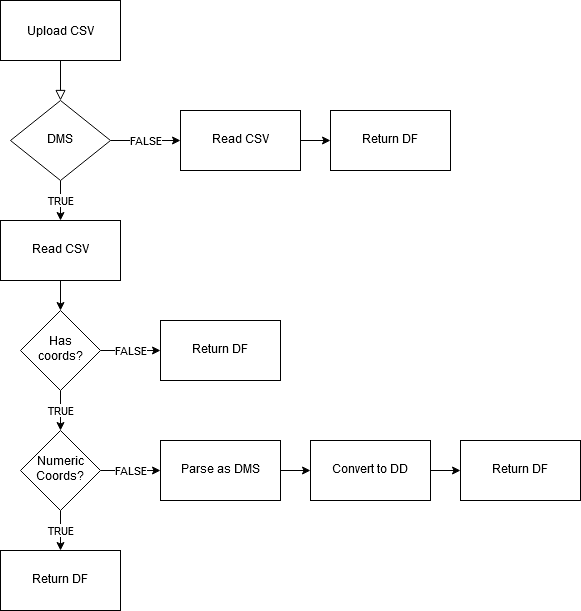 Upload CSV
DMS
FALSE
Read CSV
Return DF
TRUE
Read CSV
Has
coords?
FALSE
Return DF
TRUE
Numeric
Coords?
FALSE
Parse as DMS
Convert to DD
Return DF
TRUE
Return DF